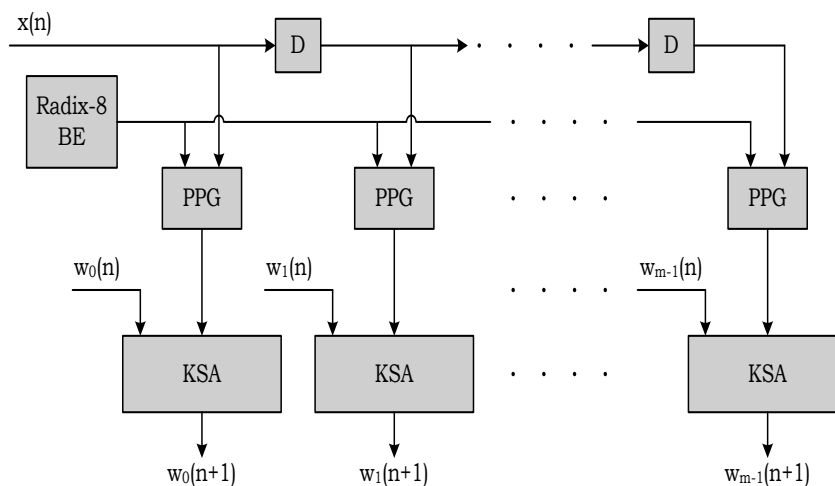 x(n)
D
D
Radix-8
BE
PPG
PPG
PPG
w₀(n)
w₁(n)
wₘ₋₁(n)
KSA
KSA
KSA
w₀(n+1)
w₁(n+1)
wₘ₋₁(n+1)